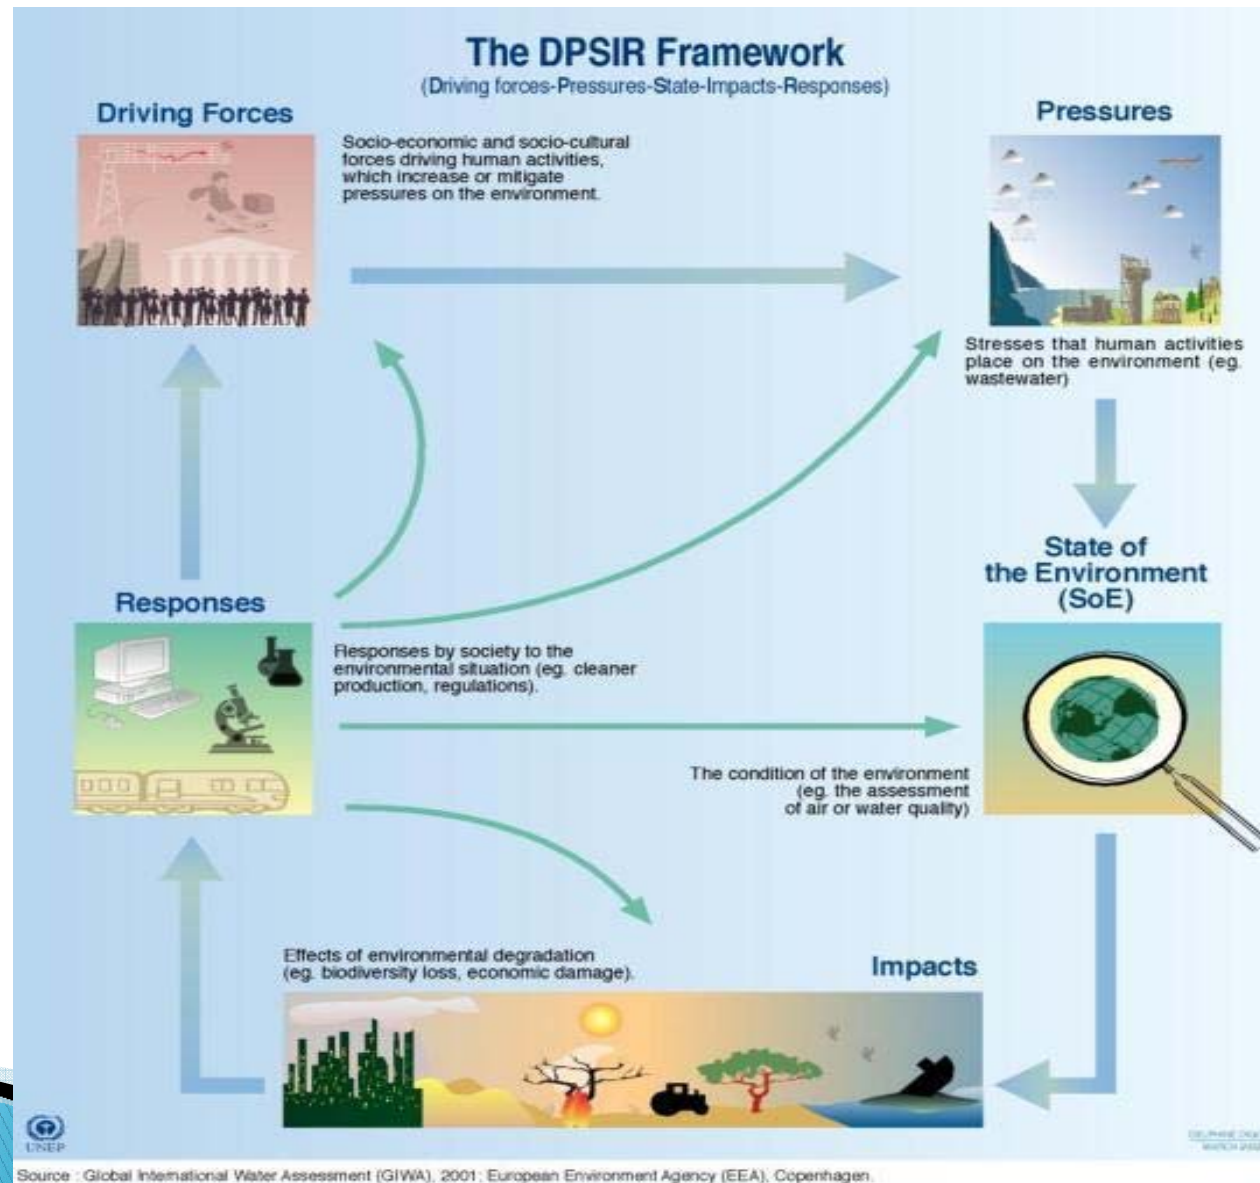 The DPSIR Framework
(Driving forces-Pressures-State-Impacts-Responses)
Driving Forces
Socio-economic and socio-cultural
forces driving human activities,
which increase or mitigate
pressures on the environment.
Pressures
Stresses that human activities
place on the environment (eg.
wastewater)
State of
the Environment
(SoE)
Responses
Responses by society to the
environmental situation (eg. cleaner
production, regulations).
The condition of the environment
(eg. the assessment
of air or water quality)
Effects of environmental degradation
(eg. biodiversity loss, economic damage).
Impacts
UNEP
MARCH
Source : Global International Water Assessment (GIWA), 2001; European Environment Agency (EEA), Copenhagen.